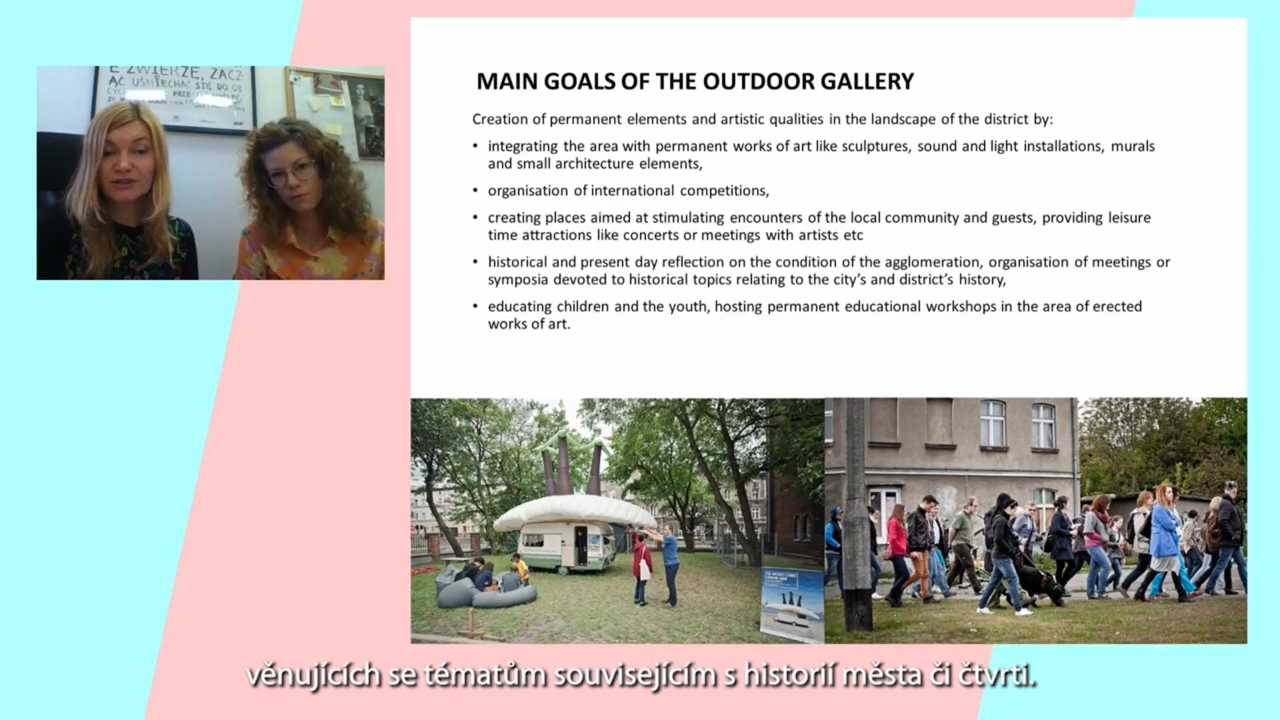 E ZWIERZĘ, ZACZ-
ĄĆ UŚMIECHAĆ SIĘ DO OB
MAIN GOALS OF THE OUTDOOR GALLERY
Creation of permanent elements and artistic qualities in the landscape of the district by:
• integrating the area with permanent works of art like sculptures, sound and light installations, murals
and small architecture elements,
• organisation of international competitions,
• creating places aimed at stimulating encounters of the local community and guests, providing leisure
time attractions like concerts or meetings with artists etc
• historical and present day reflection on the condition of the agglomeration, organisation of meetings or
symposia devoted to historical topics relating to the city's and district's history,
• educating children and the youth, hosting permanent educational workshops in the area of erected
works of art.
věnujících se tématům souvisejícím s historií města či čtvrti.